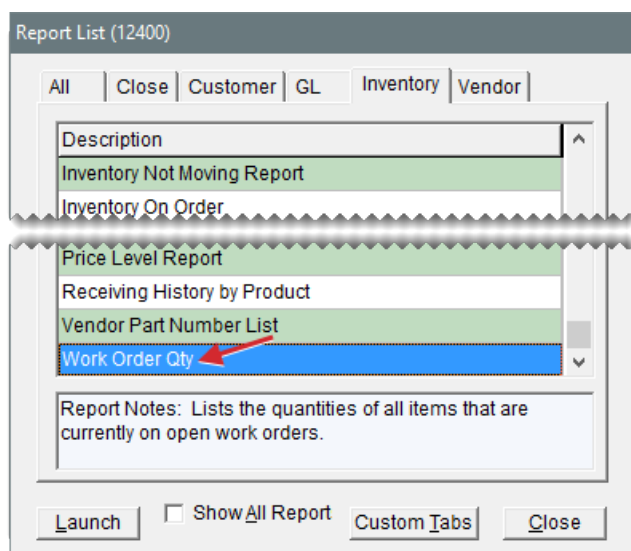 Report List (12400)
All Close Customer GL Inventory Vendor
Description
Inventory Not Moving Report
Inventory On Order
Price Level Report
Receiving History by Product
Vendor Part Number List
Work Order Qty
Report Notes:  Lists the quantities of all items that are
currently on open work orders.
Launch Show All Report Custom Tabs Close